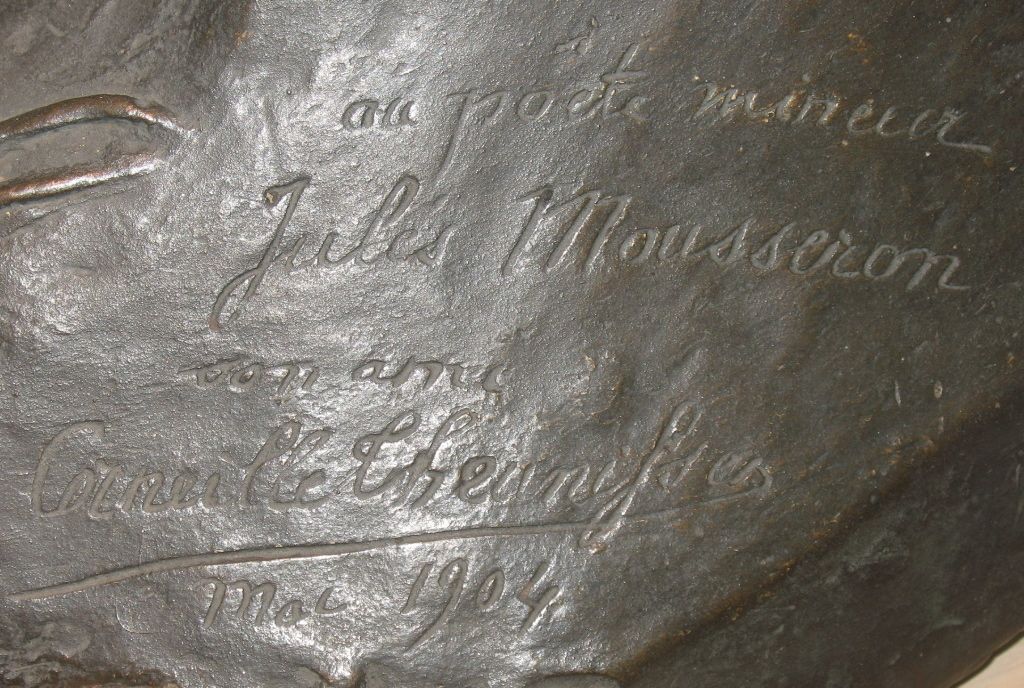 au poète mineur
Jules Mousseron
son ami
Corneille Theunissen
Mai 1904